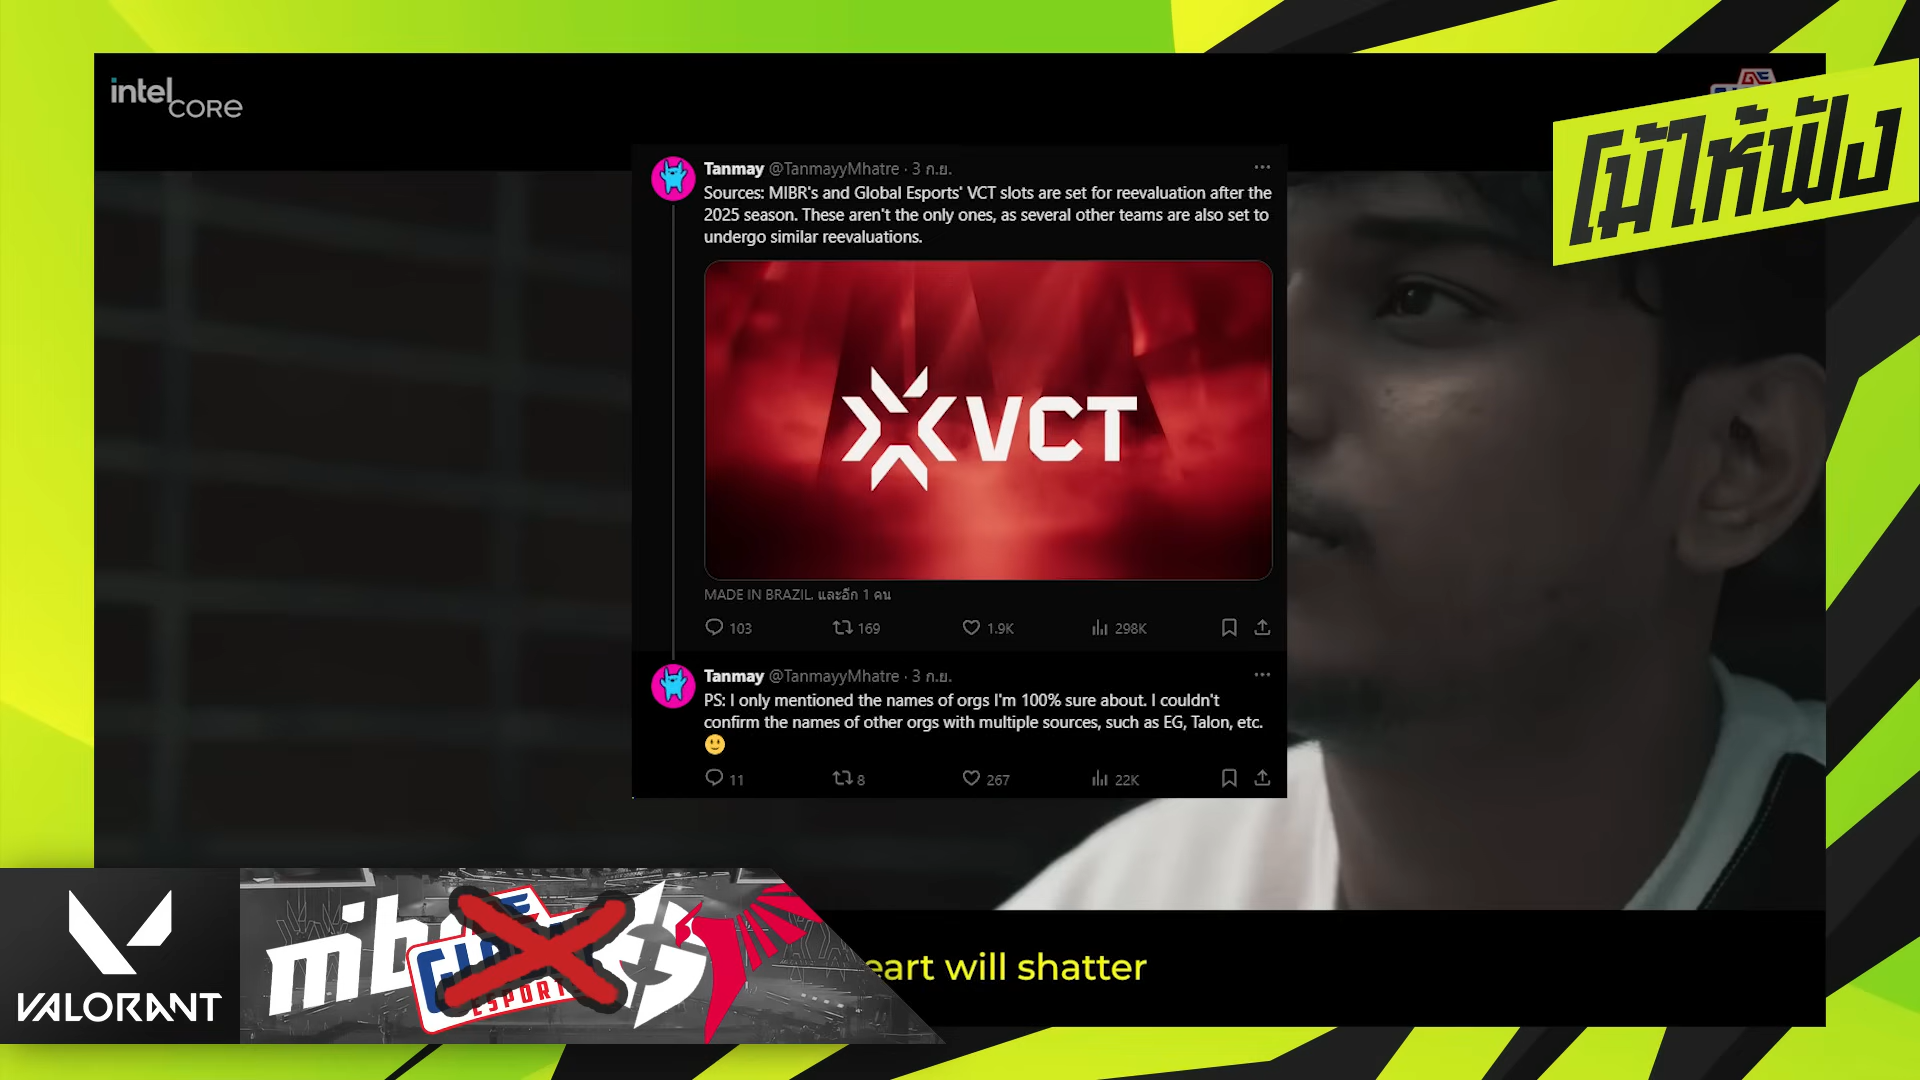 intel
CORE
GE
โม้ให้ฟัง
Tanmay @TanmayyMhatre · 3 ก.ย.
Sources: MIBR's and Global Esports' VCT slots are set for reevaluation after the
2025 season. These aren't the only ones, as several other teams are also set to
undergo similar reevaluations.
VCT
MADE IN BRAZIL. และอีก 1 คน
103 169 1.9K 298K
Tanmay @TanmayyMhatre · 3 ก.ย.
PS: I only mentioned the names of orgs I'm 100% sure about. I couldn't
confirm the names of other orgs with multiple sources, such as EG, Talon, etc.
11 8 267 22K
VALORANT
mib
ESPORT
eart will shatter